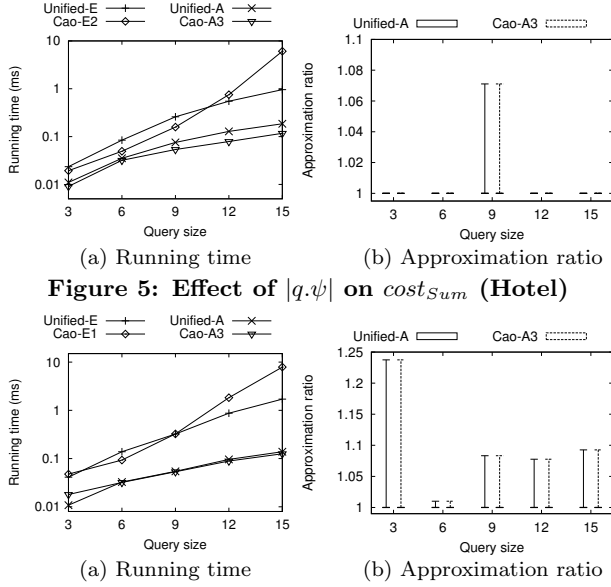 Unified-E Unified-A
Cao-E2 Cao-A3
Running time (ms)
10
1
0.10
0.01
3 6 9 12 15
Query size
(a) Running time
Unified-A Cao-A3
Approximation ratio
1.1
1.08
1.06
1.04
1.02
1
3 6 9 12 15
Query size
(b) Approximation ratio
Figure 5: Effect of |q.ψ| on cost_Sum (Hotel)
Unified-E Unified-A
Cao-E1 Cao-A3
Running time (ms)
10
1
0.10
0.01
3 6 9 12 15
Query size
(a) Running time
Unified-A Cao-A3
Approximation ratio
1.25
1.2
1.15
1.1
1.05
1
3 6 9 12 15
Query size
(b) Approximation ratio